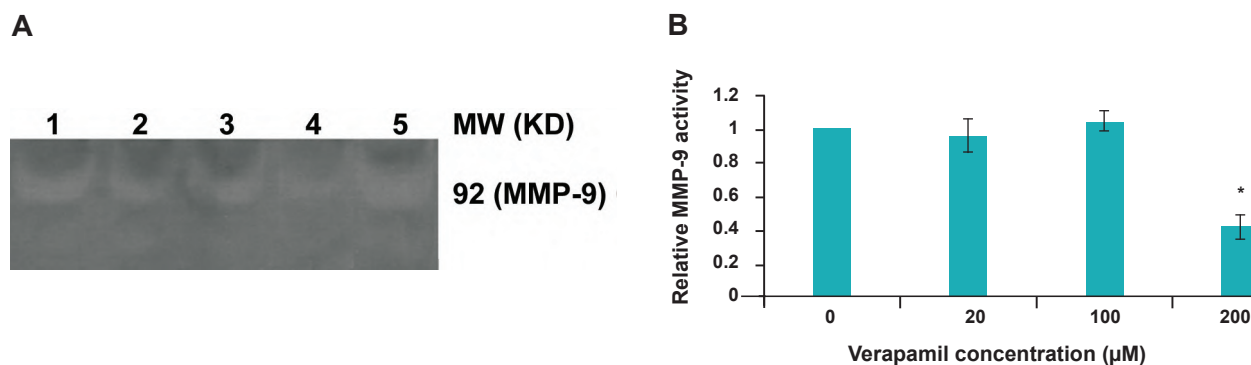 A
1 2 3 4 5 MW (KD)
92 (MMP-9)
B
Relative MMP-9 activity
1.2
1
0.8
0.6
0.4
0.2
0
*
0 20 100 200
Verapamil concentration (µM)